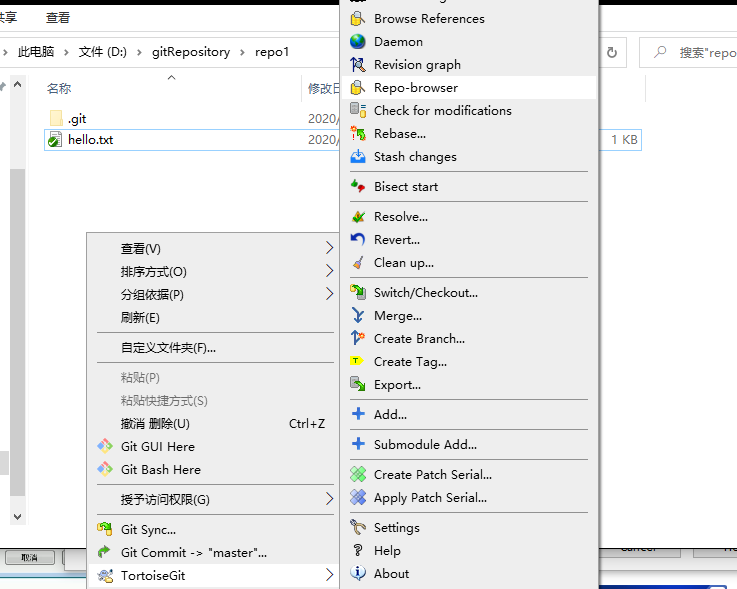 共享 查看
此电脑 › 文件 (D:) › gitRepository › repo1
搜索"repo
名称
修改日
.git 2020/
hello.txt 2020/
1 KB
查看(V)
排序方式(O)
分组依据(P)
刷新(E)
自定义文件夹(F)...
粘贴(P)
粘贴快捷方式(S)
撤消 删除(U) Ctrl+Z
Git GUI Here
Git Bash Here
授予访问权限(G)
Git Sync...
Git Commit -> "master"...
TortoiseGit
Browse References
Daemon
Revision graph
Repo-browser
Check for modifications
Rebase...
Stash changes
Bisect start
Resolve...
Revert...
Clean up...
Switch/Checkout...
Merge...
Create Branch...
Create Tag...
Export...
Add...
Submodule Add...
Create Patch Serial...
Apply Patch Serial...
Settings
Help
About
取消